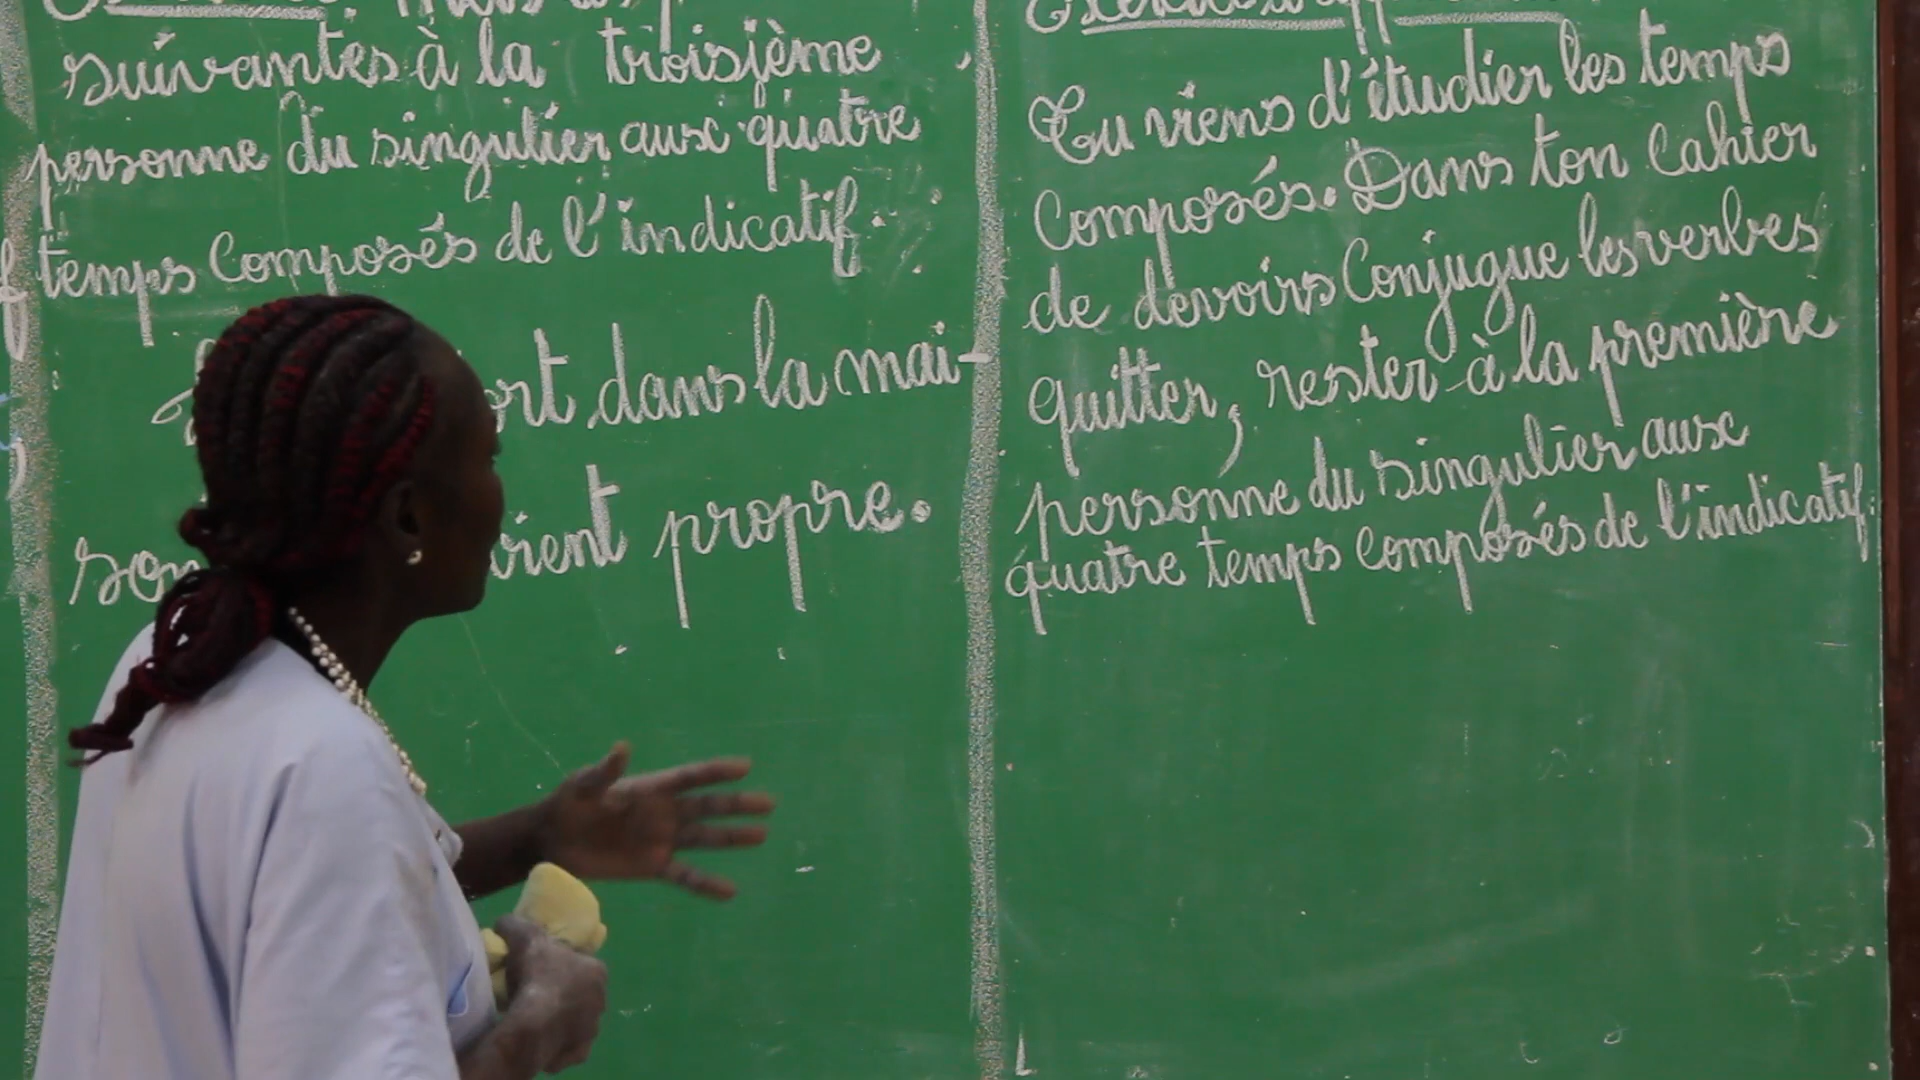 suivantes à la troisième
personne du singulier aux quatre
temps Composés de l'indicatif.
dans la mai-
propre.
Tu viens d'étudier les temps
Composés. Dans ton Cahier
de devoirs Conjugue les verbes
quitter, rester à la première
personne du singulier aux
quatre temps composés de l'indicatif.